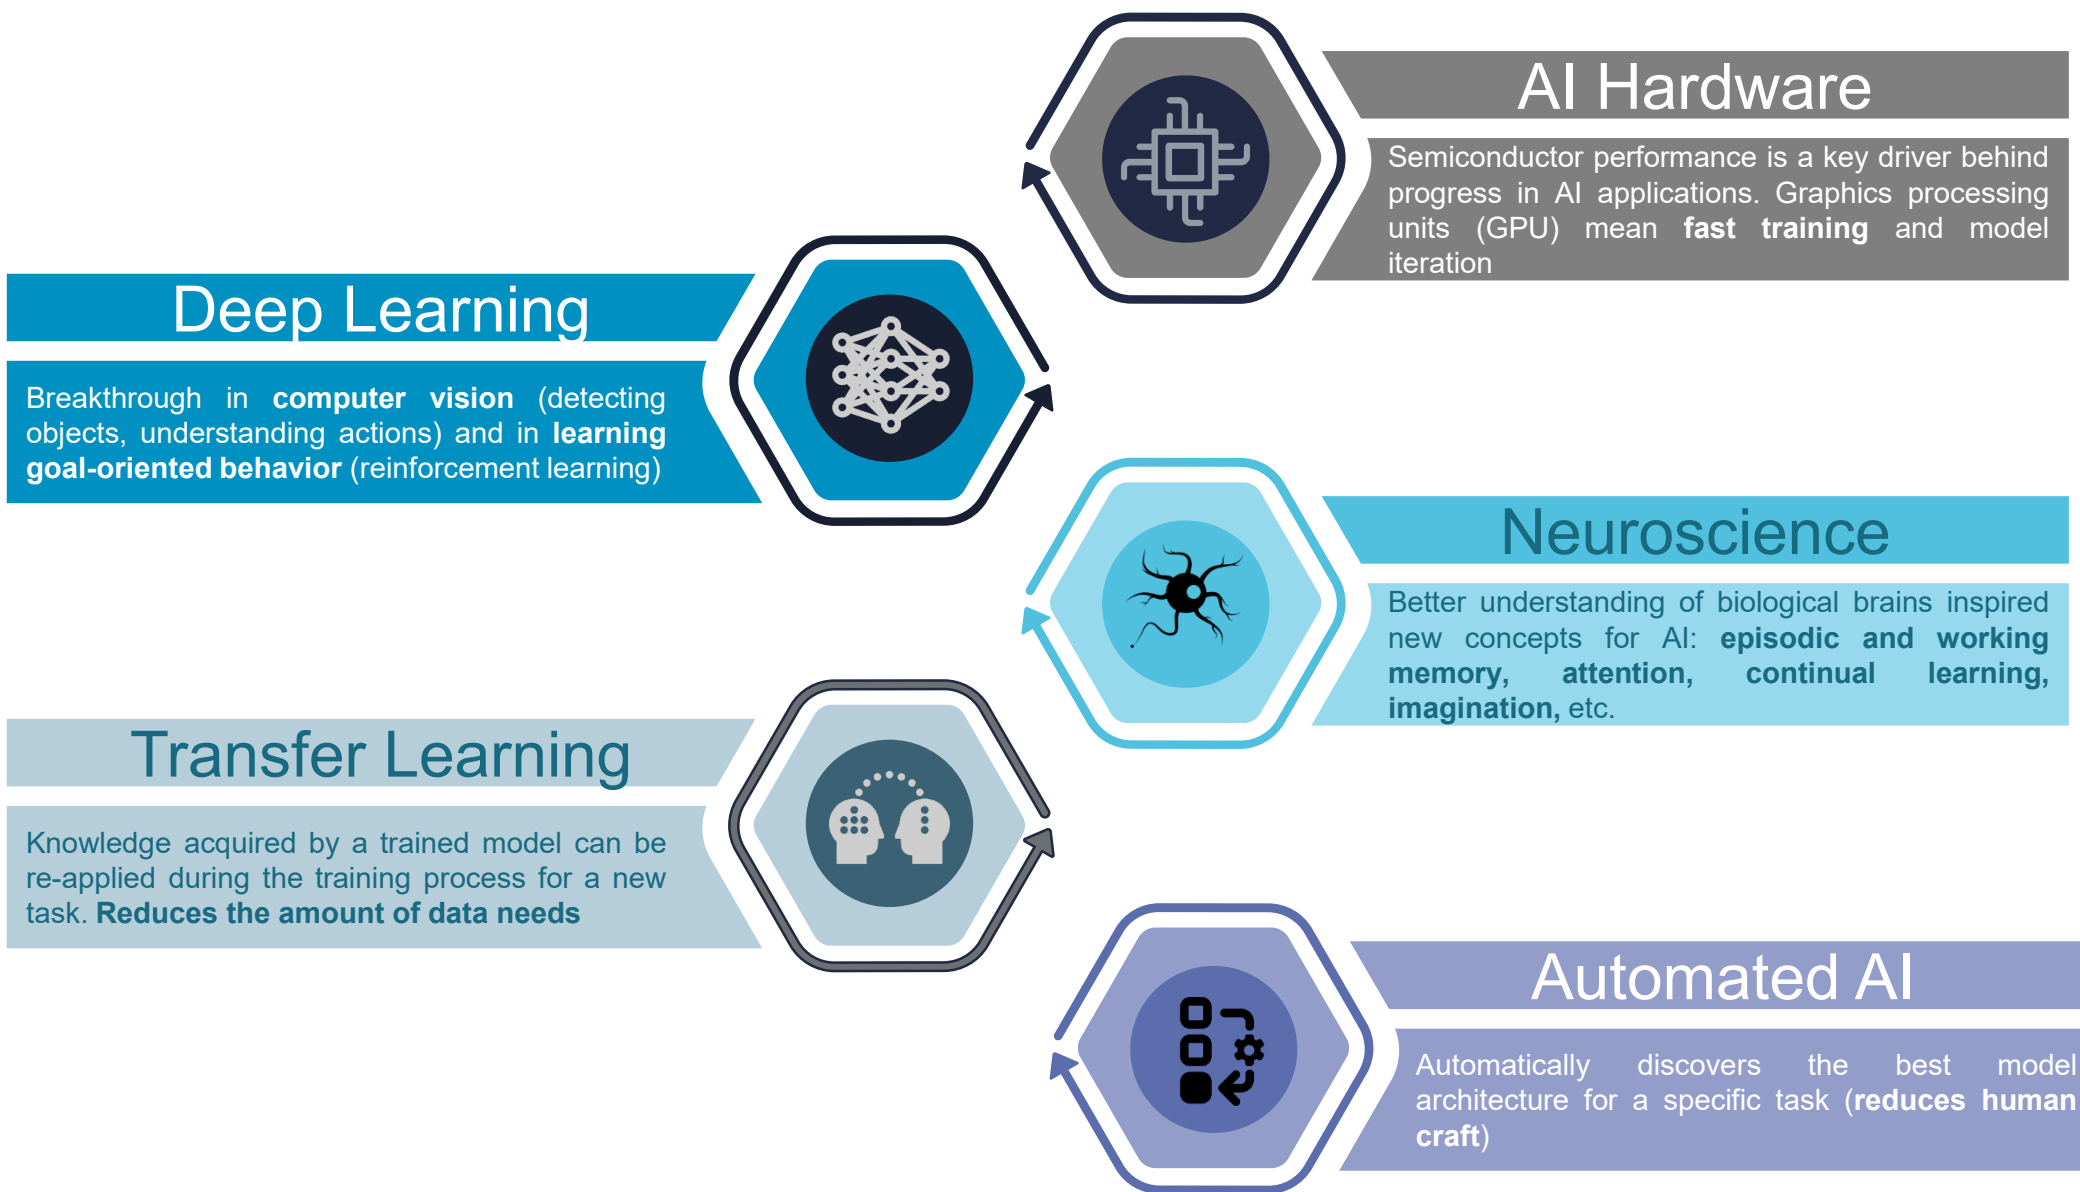 AI Hardware
Semiconductor performance is a key driver behind
progress in AI applications. Graphics processing
units (GPU) mean fast training and model
iteration
Deep Learning
Breakthrough in computer vision (detecting
objects, understanding actions) and in learning
goal-oriented behavior (reinforcement learning)
Neuroscience
Better understanding of biological brains inspired
new concepts for AI: episodic and working
memory, attention, continual learning,
imagination, etc.
Transfer Learning
Knowledge acquired by a trained model can be
re-applied during the training process for a new
task. Reduces the amount of data needs
Automated AI
Automatically discovers the best model
architecture for a specific task (reduces human
craft)